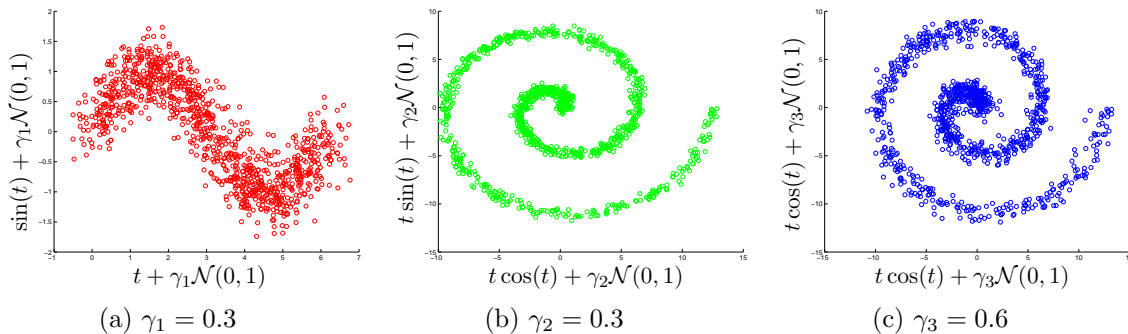 2
1.5
1
0.5
0
−0.5
−1
−1.5
−2
−1 0 1 2 3 4 5 6 7
sin(t) + γ₁𝒩(0, 1)
t + γ₁𝒩(0, 1)
(a) γ₁ = 0.3
10
5
0
−5
−10
−15
−10 −5 0 5 10 15
t sin(t) + γ₂𝒩(0, 1)
t cos(t) + γ₂𝒩(0, 1)
(b) γ₂ = 0.3
10
5
0
−5
−10
−15
−15 −10 −5 0 5 10
t cos(t) + γ₃𝒩(0, 1)
t cos(t) + γ₃𝒩(0, 1)
(c) γ₃ = 0.6